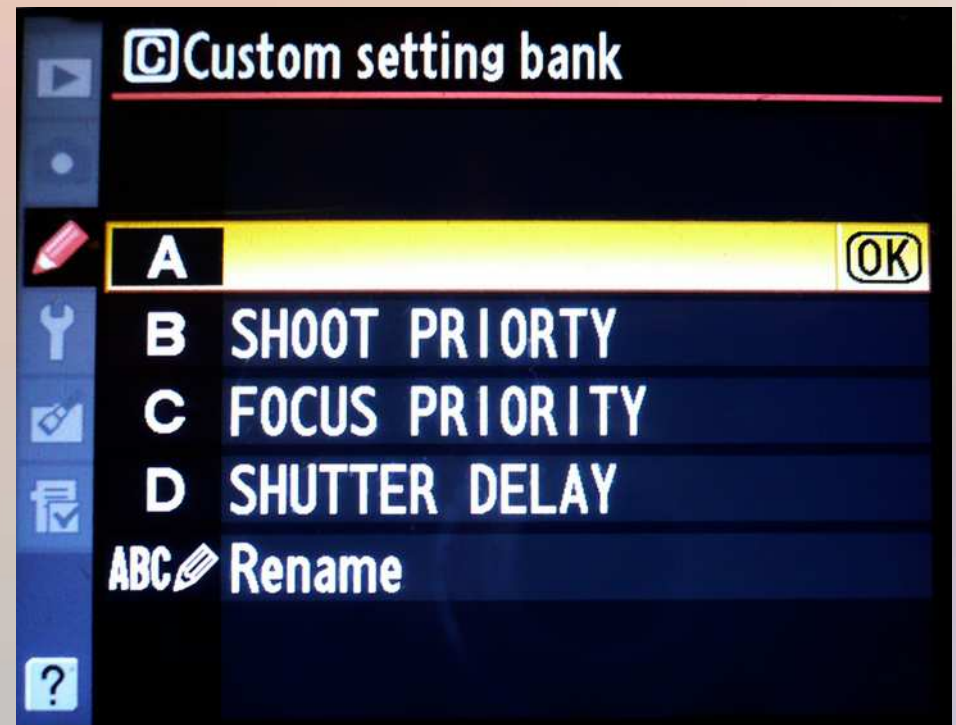 C Custom setting bank
A OK
B SHOOT PRIORTY
C FOCUS PRIORITY
D SHUTTER DELAY
ABC Rename
?